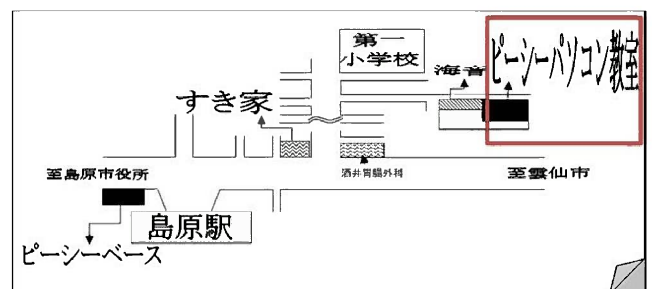 第一
小学校
海音
ピーシーパソコン教室
すき家
酒井胃腸外科
至島原市役所
至雲仙市
島原駅
ピーシーベース